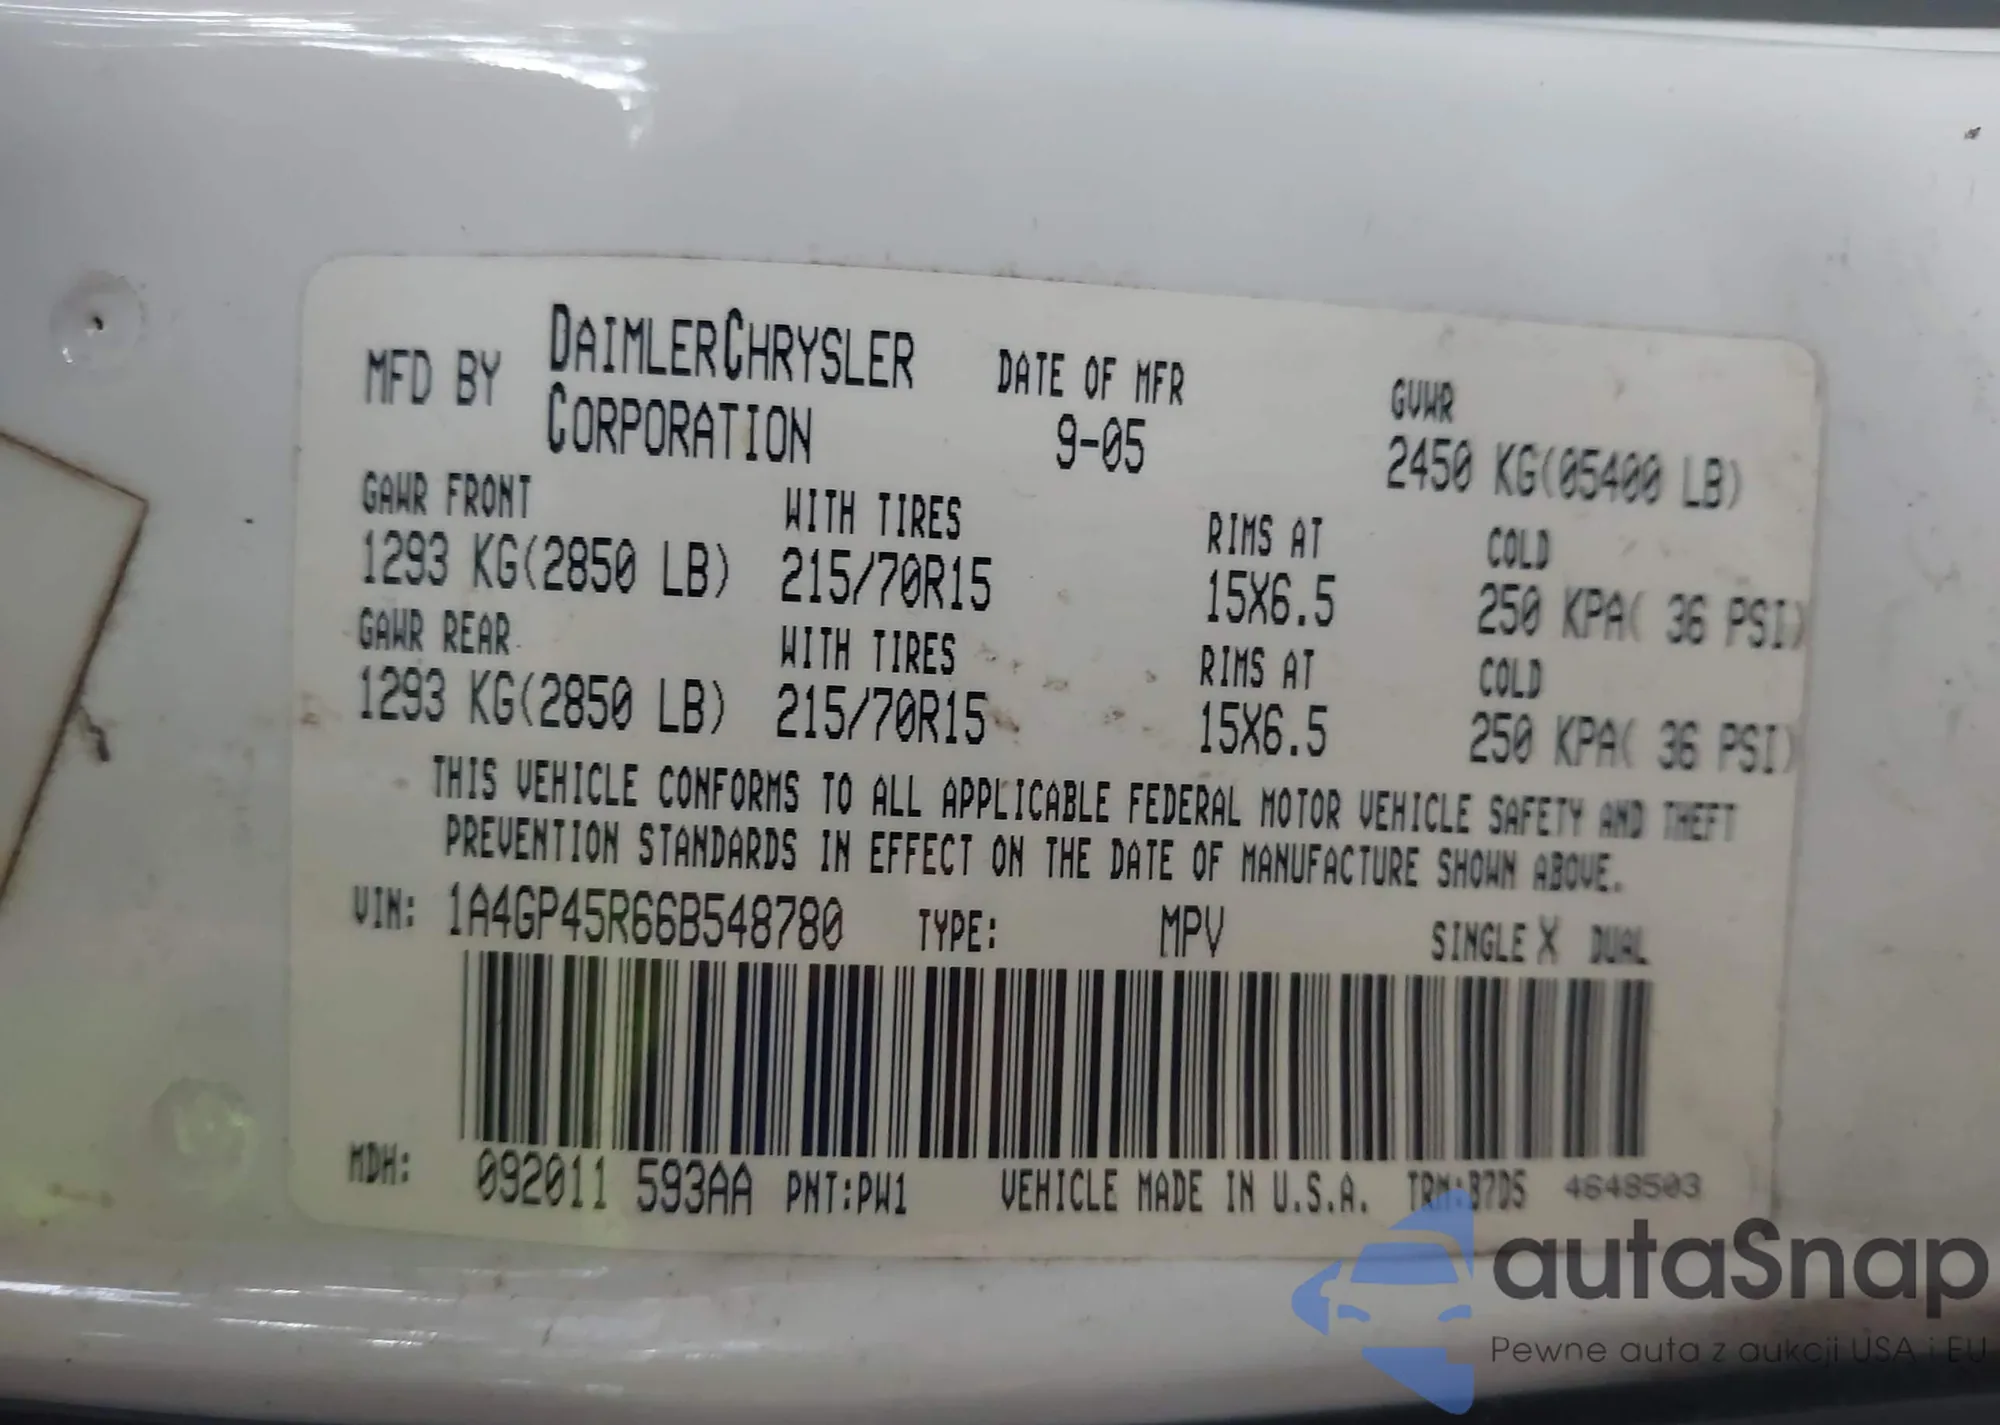 MFD BY DAIMLERCHRYSLER CORPORATION DATE OF MFR 9-05 GVWR 2450 KG(05400 LB)
GAWR FRONT WITH TIRES RIMS AT COLD
1293 KG(2850 LB) 215/70R15 15X6.5 250 KPA( 36 PSI)
GAWR REAR WITH TIRES RIMS AT COLD
1293 KG(2850 LB) 215/70R15 15X6.5 250 KPA( 36 PSI)
THIS VEHICLE CONFORMS TO ALL APPLICABLE FEDERAL MOTOR VEHICLE SAFETY AND THEFT
PREVENTION STANDARDS IN EFFECT ON THE DATE OF MANUFACTURE SHOWN ABOVE.
VIN: 1A4GP45R66B548780 TYPE: MPV SINGLE X DUAL
MDH: 092011 593AA PNT:PW1 VEHICLE MADE IN U.S.A. TRM:B7D5 4648503
autaSnap
Pewne auta z aukcji USA i EU